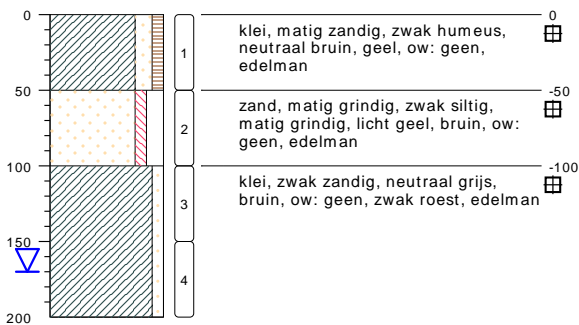 0
50
100
150
200
1
2
3
4
0
klei, matig zandig, zwak humeus,
neutraal bruin, geel, ow: geen,
edelman
-50
zand, matig grindig, zwak siltig,
matig grindig, licht geel, bruin, ow:
geen, edelman
-100
klei, zwak zandig, neutraal grijs,
bruin, ow: geen, zwak roest, edelman